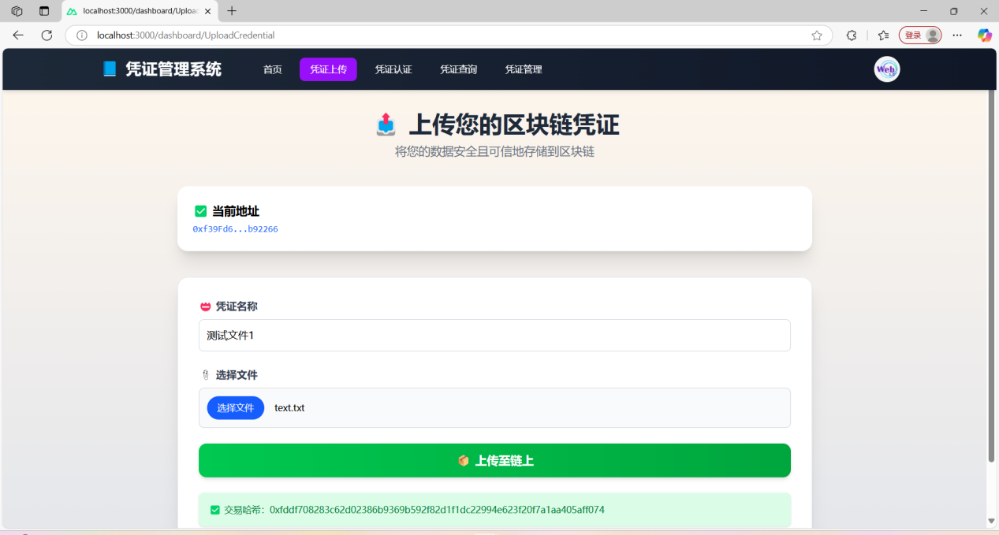 localhost:3000/dashboard/Uploa
localhost:3000/dashboard/UploadCredential
登录
凭证管理系统
首页
凭证上传
凭证认证
凭证查询
凭证管理
Web
上传您的区块链凭证
将您的数据安全且可信地存储到区块链
当前地址
0xf39Fd6...b92266
凭证名称
测试文件1
选择文件
选择文件 text.txt
上传至链上
交易哈希：0xfddf708283c62d02386b9369b592f82d1f1dc22994e623f20f7a1aa405aff074